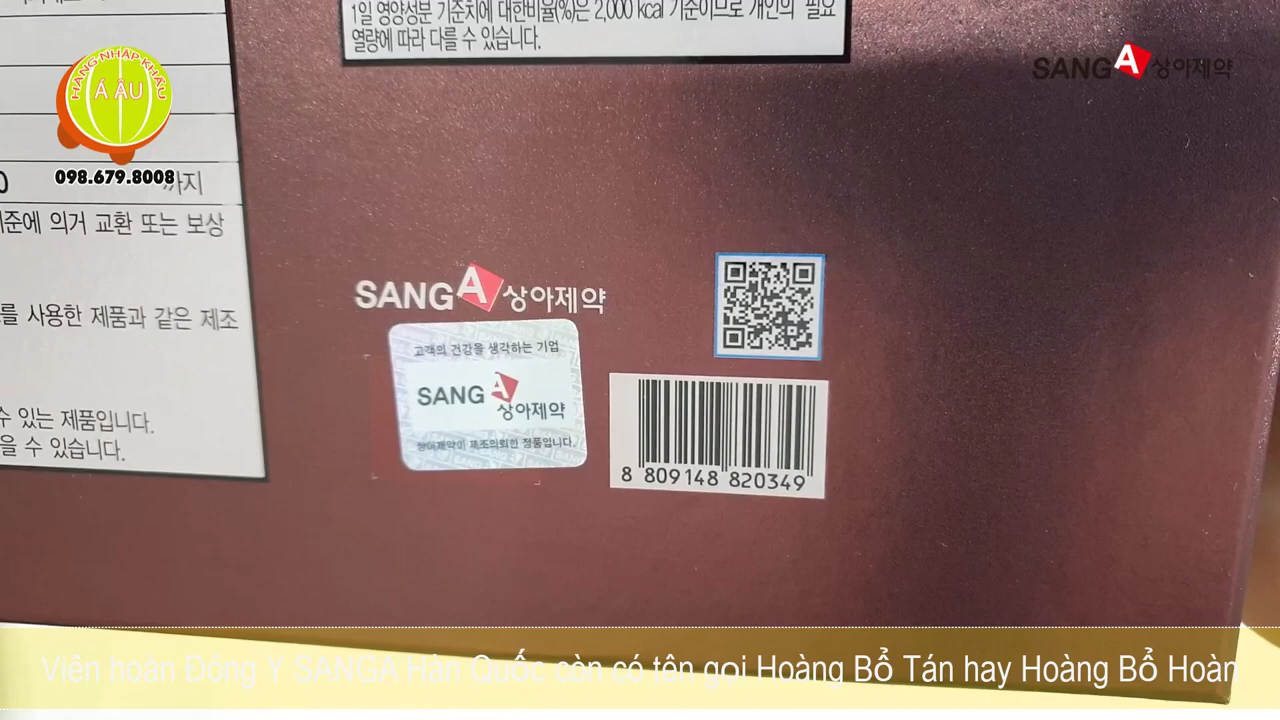 1일 영양성분 기준치에 대한비율(%)은 2,000 kcal 기준이므로 개인의 필요
열량에 따라 다를 수 있습니다.
HÀNG NHẬP KHẨU
Á ÂU
098.679.8008
SANGA 상아제약
0 까지
기준에 의거 교환 또는 보상
를 사용한 제품과 같은 제조
수 있는 제품입니다.
을 수 있습니다.
SANGA 상아제약
고객의 건강을 생각하는 기업
SANGA
상아제약
상아제약이 제조의뢰한 정품입니다.
8 809148 820349
Viên hoàn Đông Y SANGA Hàn Quốc còn có tên gọi Hoàng Bổ Tán hay Hoàng Bổ Hoàn